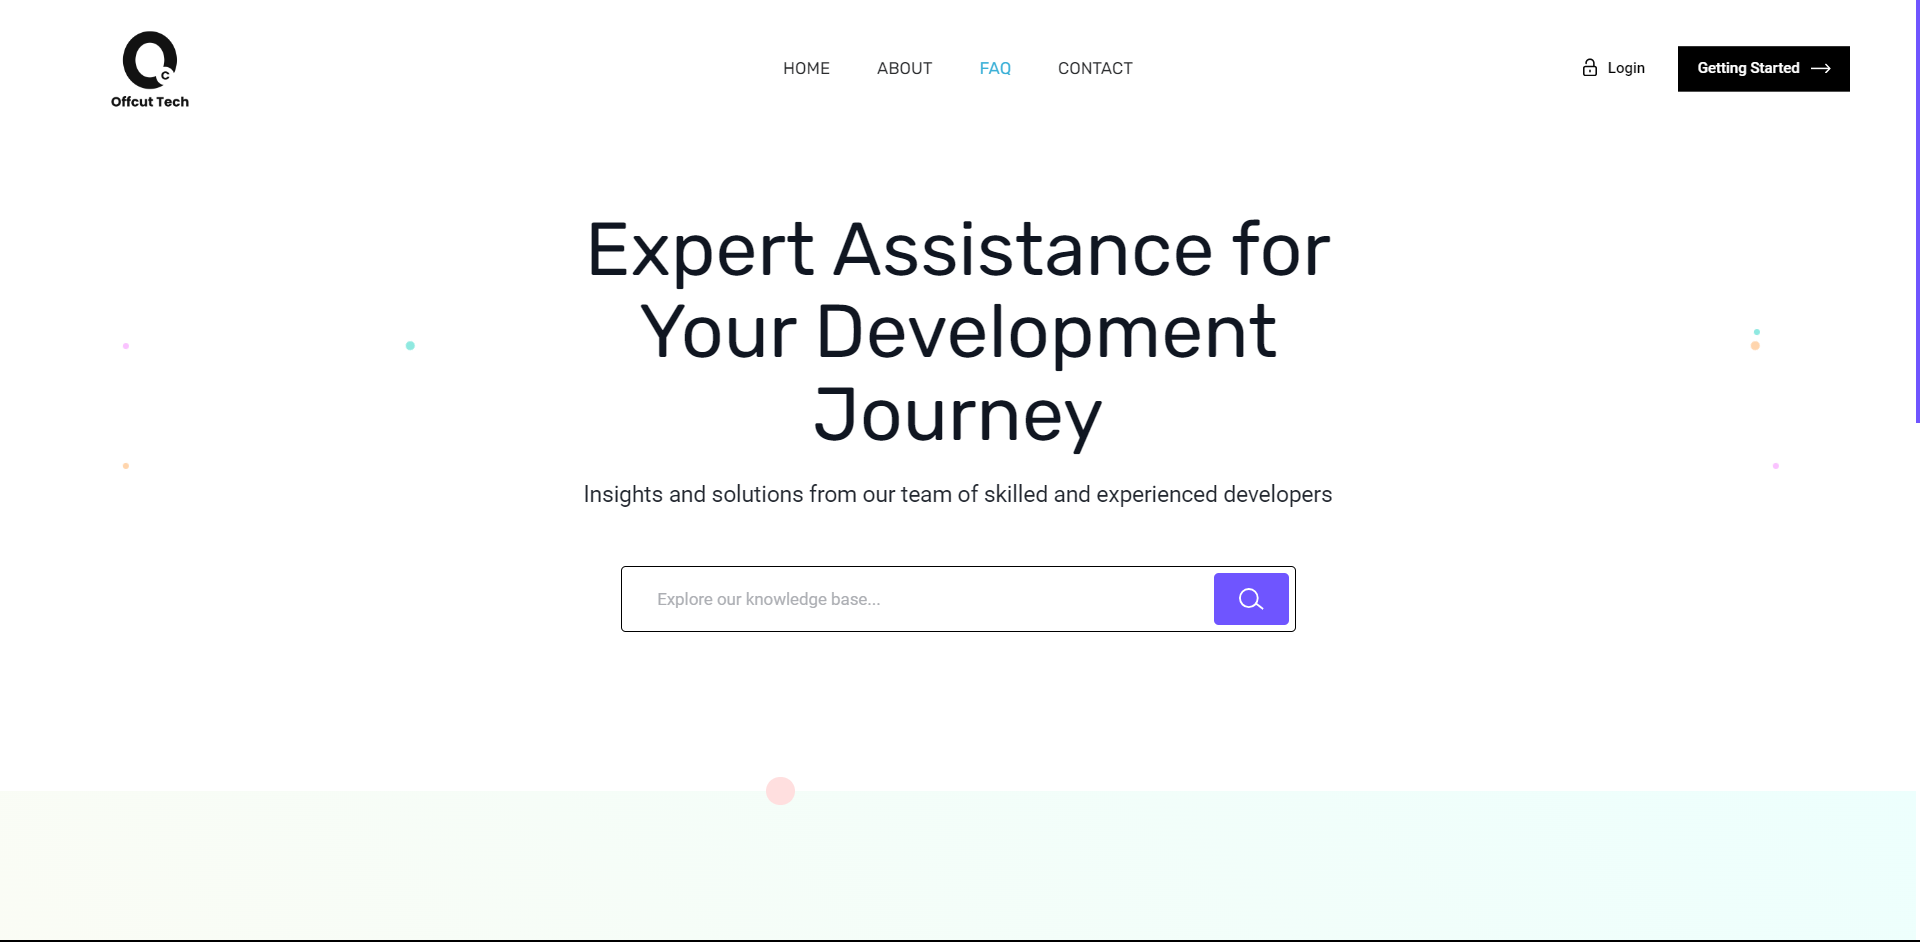 C
Offcut Tech
HOME
ABOUT
FAQ
CONTACT
Login
Getting Started
Expert Assistance for
Your Development
Journey
Insights and solutions from our team of skilled and experienced developers
Explore our knowledge base...